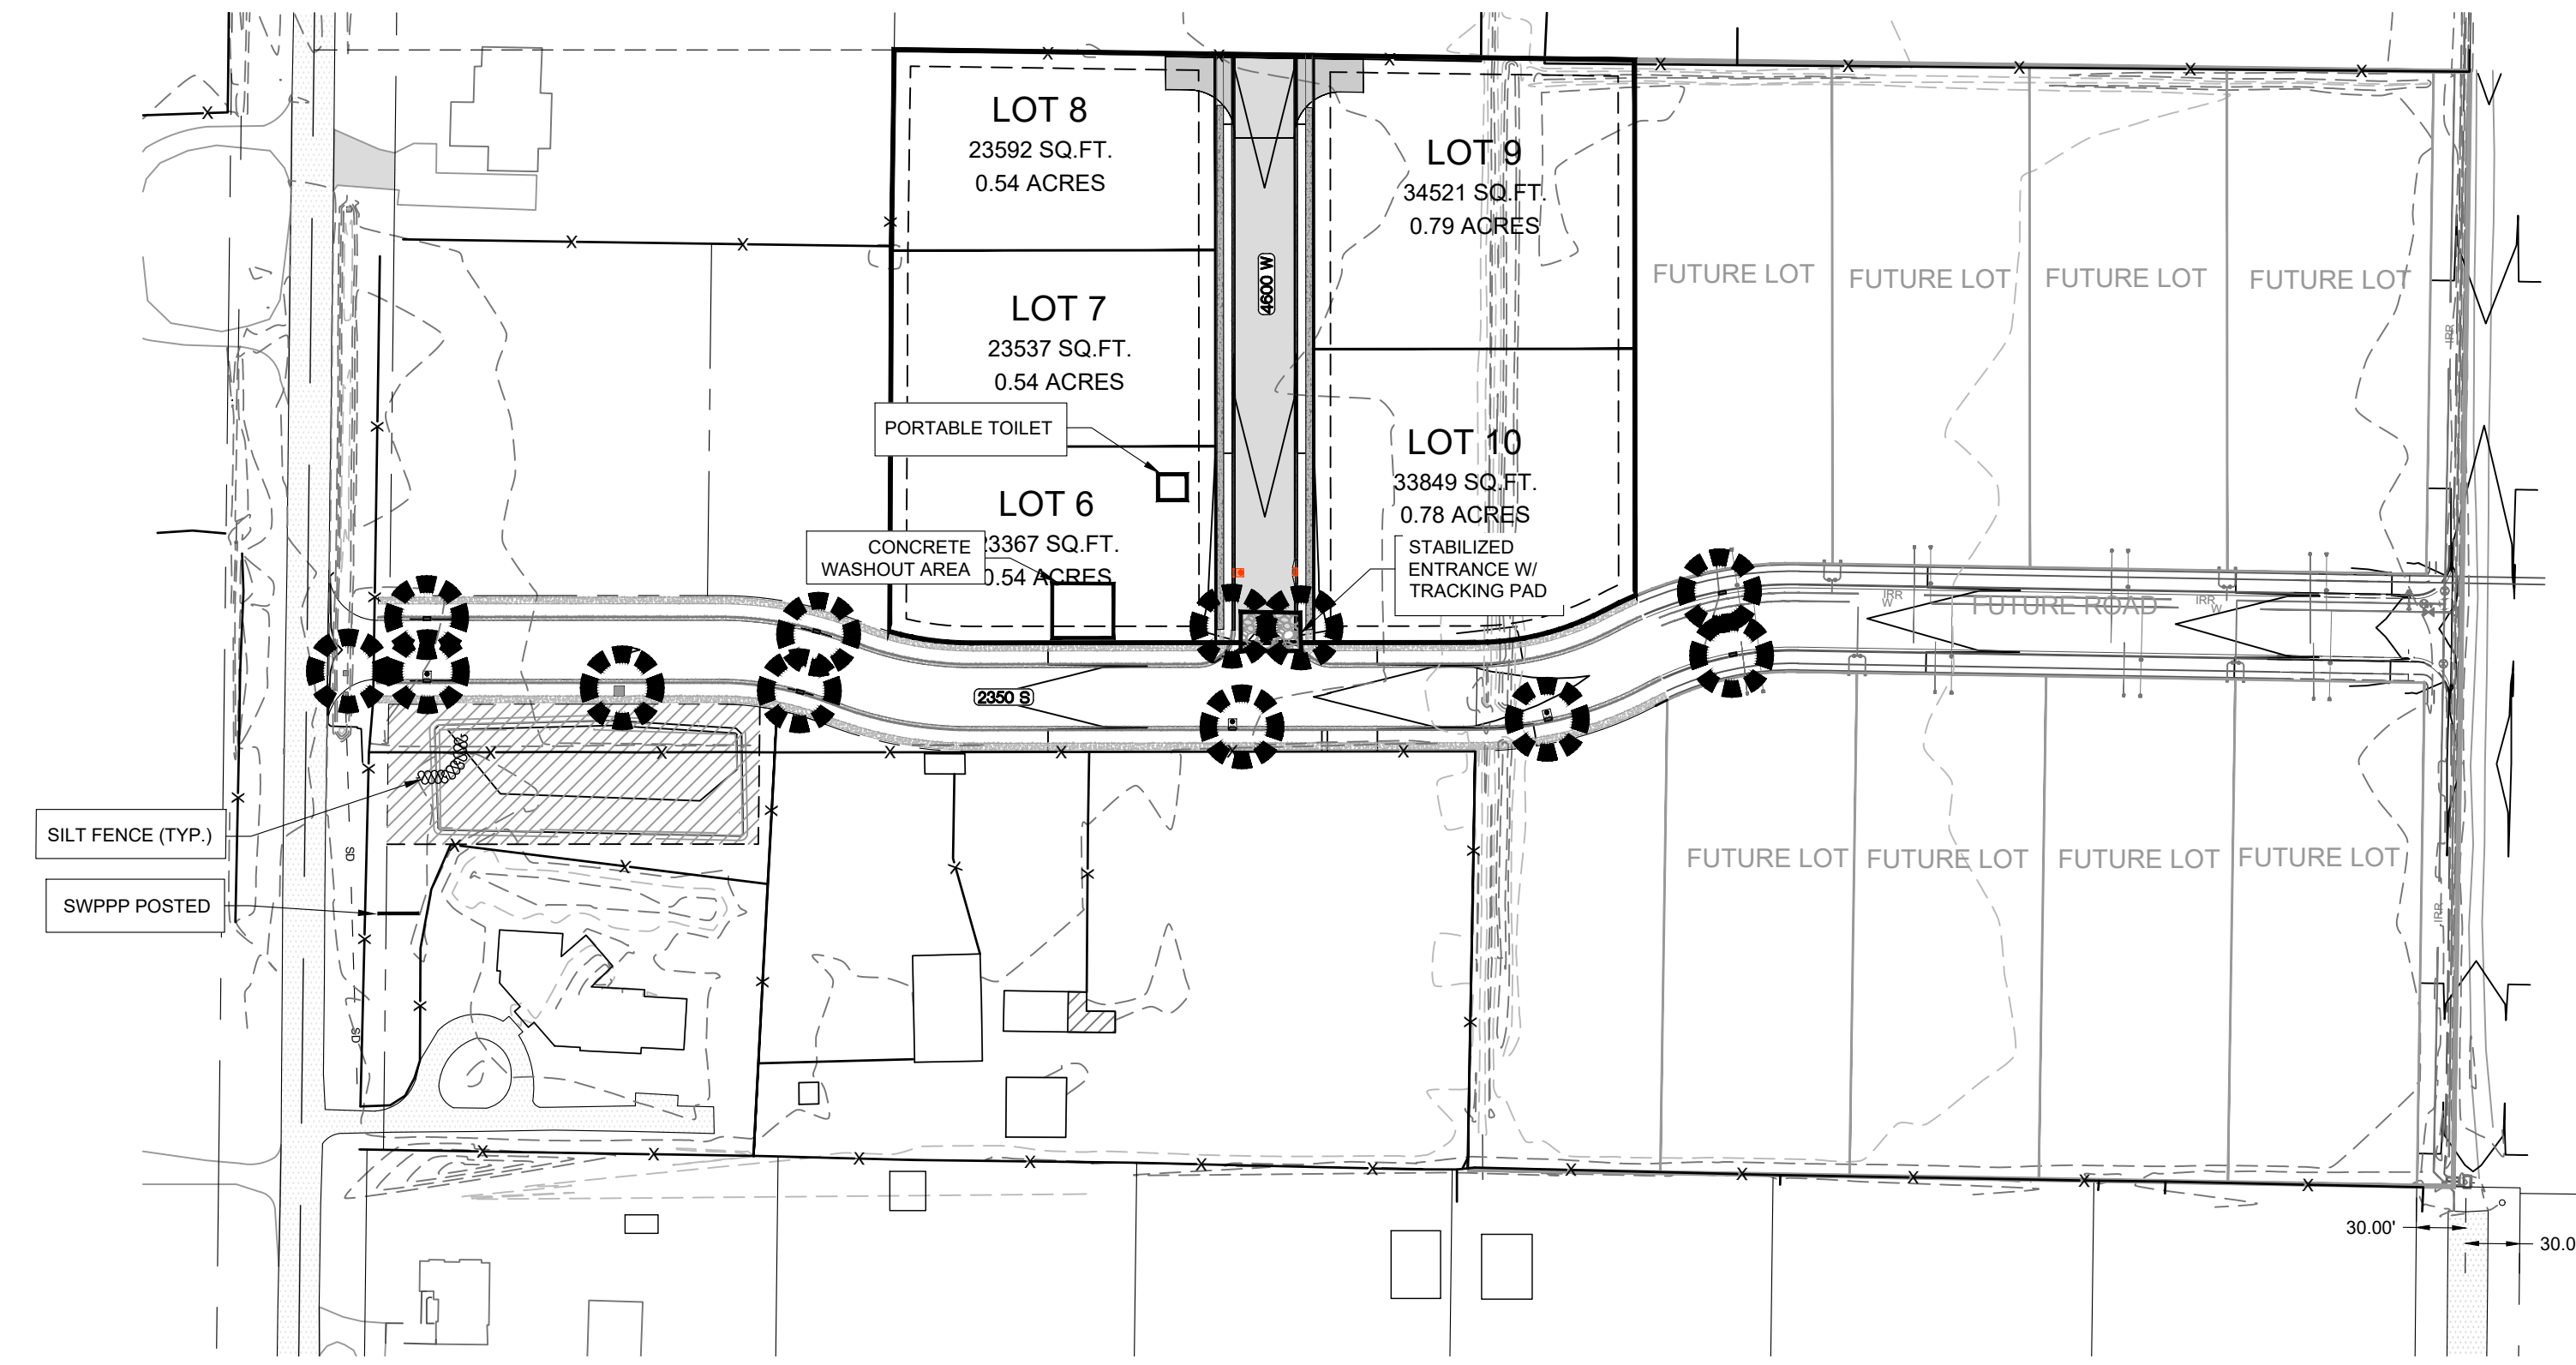 LOT 8
23592 SQ.FT.
0.54 ACRES
LOT 9
34521 SQ.FT.
0.79 ACRES
4600 W
FUTURE LOT
FUTURE LOT
FUTURE LOT
FUTURE LOT
IRR
LOT 7
23537 SQ.FT.
0.54 ACRES
PORTABLE TOILET
LOT 10
33849 SQ.FT.
0.78 ACRES
LOT 6
3367 SQ.FT.
0.54 ACRES
CONCRETE
WASHOUT AREA
STABILIZED
ENTRANCE W/
TRACKING PAD
IRR
W
FUTURE ROAD
IRR
W
2350 S
SILT FENCE (TYP.)
SD
FUTURE LOT
FUTURE LOT
FUTURE LOT
FUTURE LOT
SWPPP POSTED
IRR
SD
30.00'
30.0